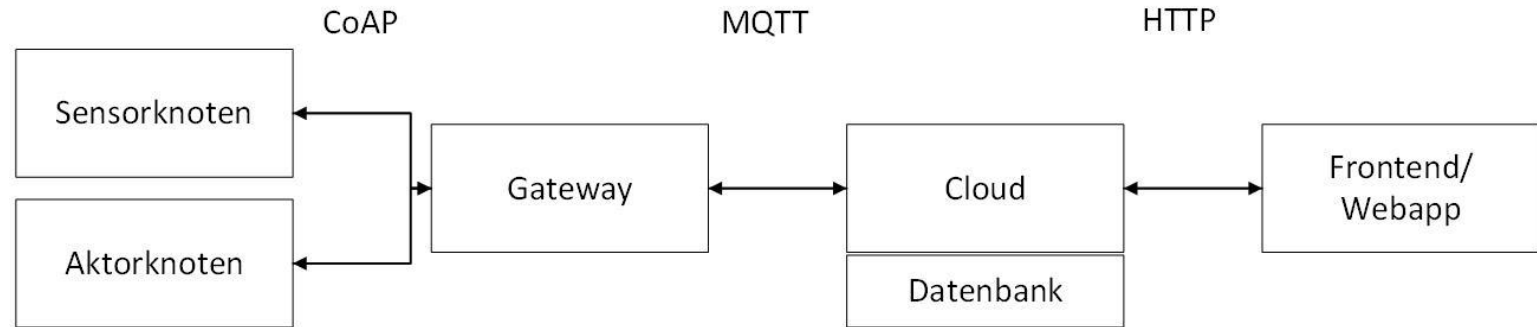 CoAP
MQTT
HTTP
Sensorknoten
Aktorknoten
Gateway
Cloud
Datenbank
Frontend/
Webapp